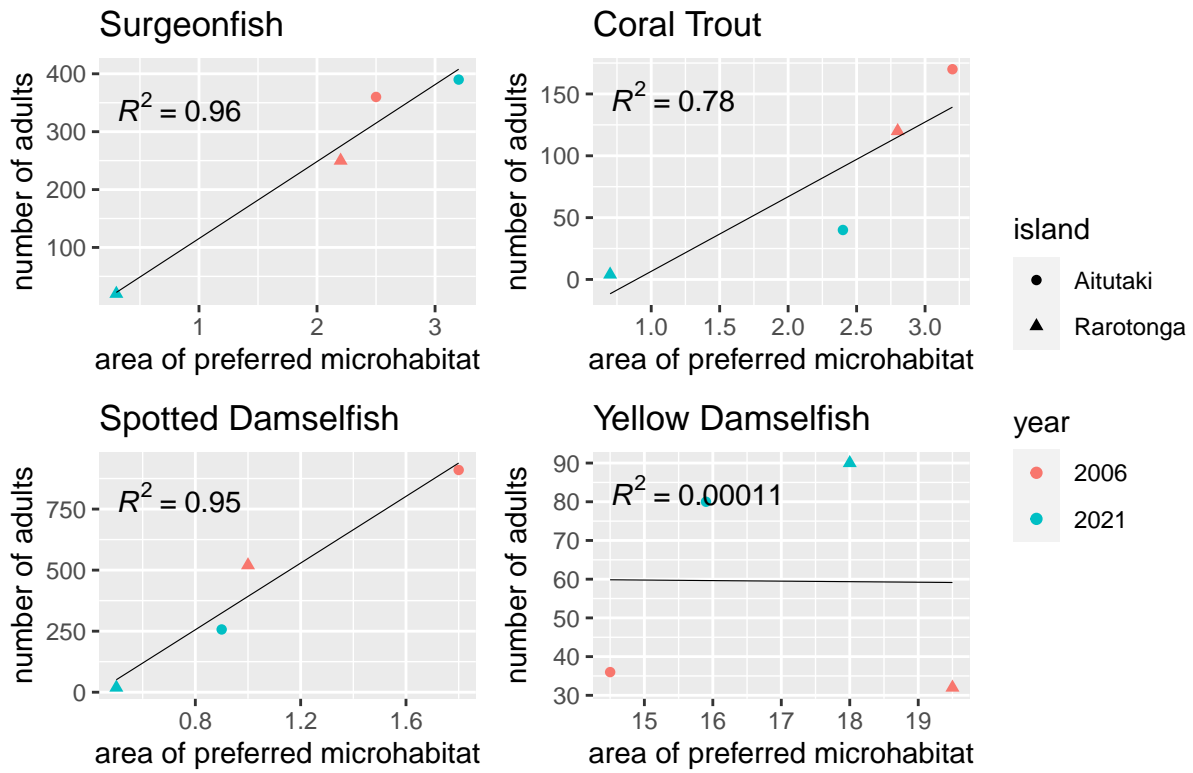 Surgeonfish
number of adults
400
300
200
100
R² = 0.96
1 2 3
area of preferred microhabitat
Coral Trout
number of adults
150
100
50
0
R² = 0.78
1.0 1.5 2.0 2.5 3.0
area of preferred microhabitat
Spotted Damselfish
number of adults
750
500
250
0
R² = 0.95
0.8 1.2 1.6
area of preferred microhabitat
Yellow Damselfish
number of adults
90
80
70
60
50
40
30
R² = 0.00011
15 16 17 18 19
area of preferred microhabitat
island
Aitutaki
Rarotonga
year
2006
2021